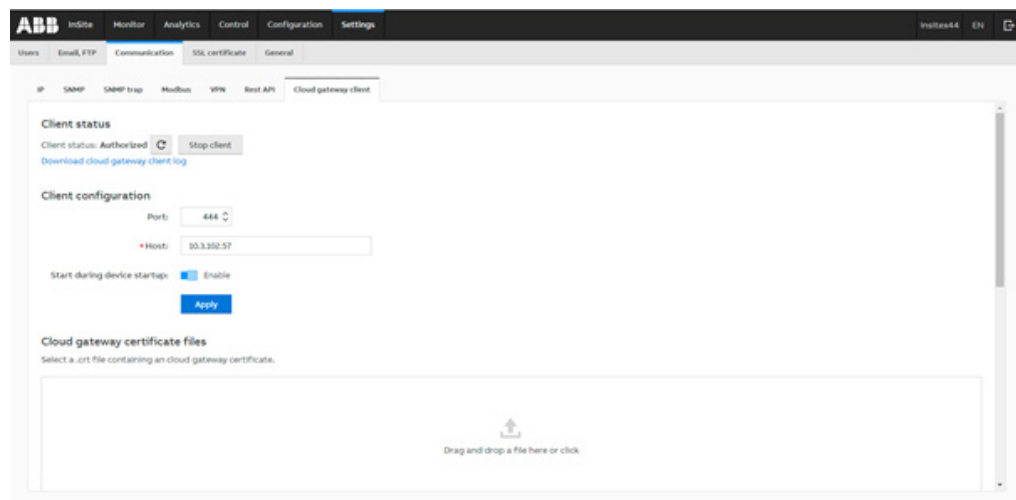 ABB InSite Monitor Analytics Control Configuration Settings insitex44 EN
Users Email, FTP Communication SSL certificate General
IP SNMP SNMP trap Modbus VPN Rest API Cloud gateway client
Client status
Client status: Authorized Stop client
Download cloud gateway client log
Client configuration
Port: 444
*Host: 10.3.102.57
Start during device startup: Enable
Apply
Cloud gateway certificate files
Select a .crt file containing an cloud gateway certificate.
Drag and drop a file here or click